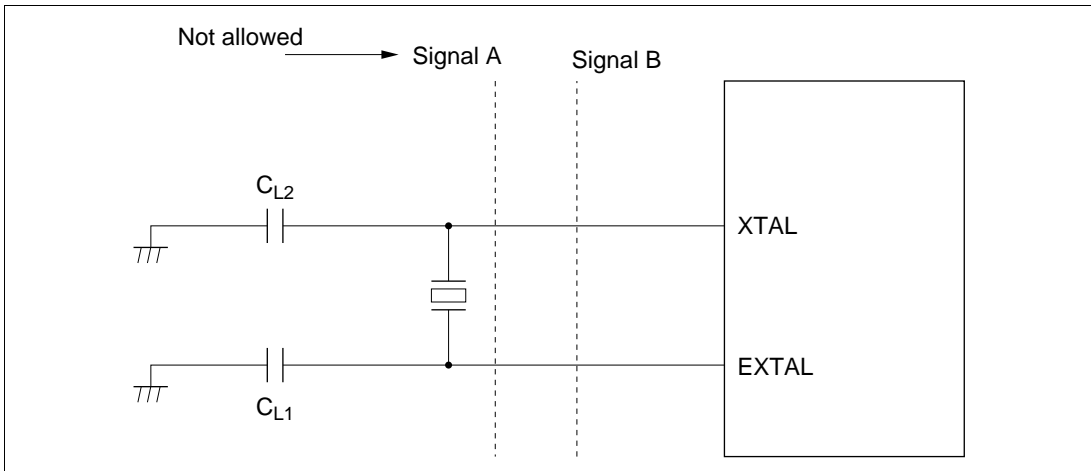 Not allowed
Signal A
Signal B
CL2
XTAL
EXTAL
CL1